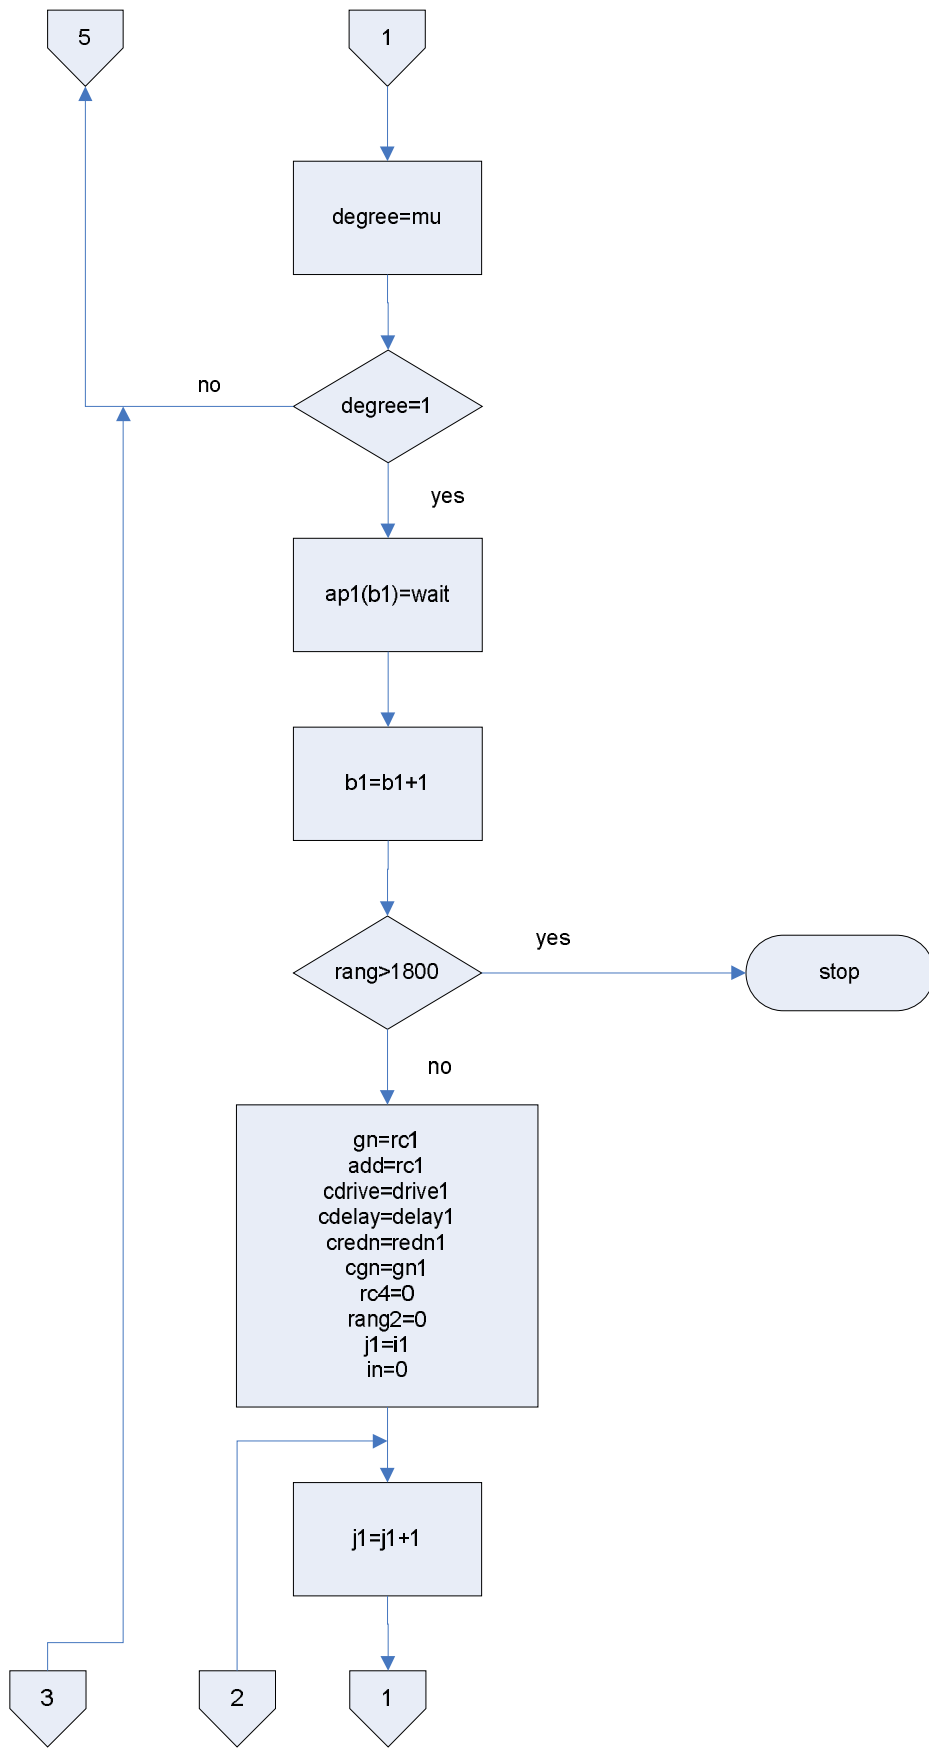 5
1
degree=mu
no
degree=1
yes
ap1(b1)=wait
b1=b1+1
rang>1800
yes
stop
no
gn=rc1
add=rc1
cdrive=drive1
cdelay=delay1
credn=redn1
cgn=gn1
rc4=0
rang2=0
j1=i1
in=0
j1=j1+1
3
2
1